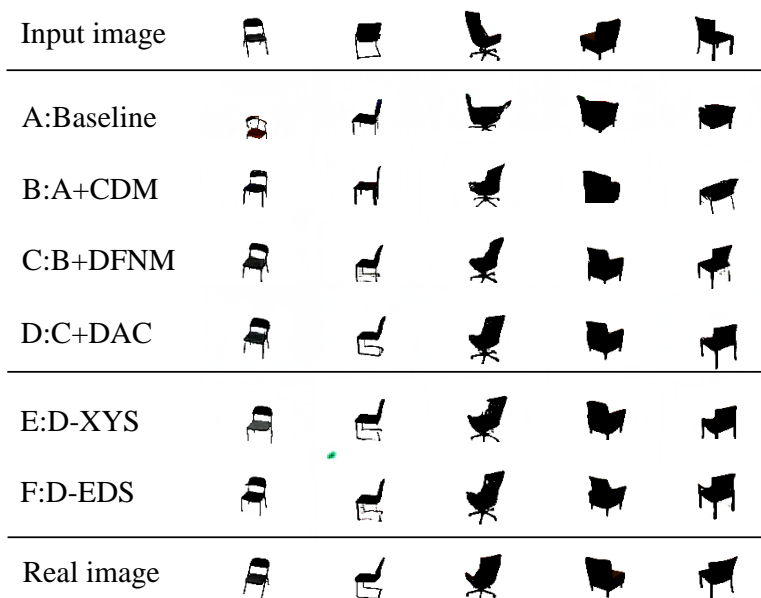 Input image
A:Baseline
B:A+CDM
C:B+DFNM
D:C+DAC
E:D-XYS
F:D-EDS
Real image